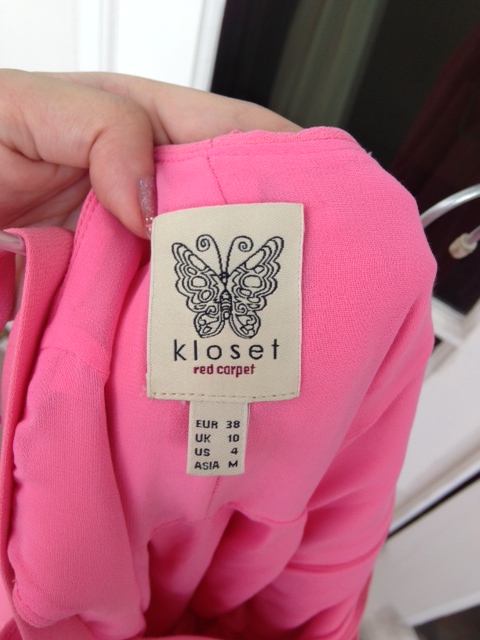 kloset
red carpet
EUR 38
UK 10
US 4
ASIA M